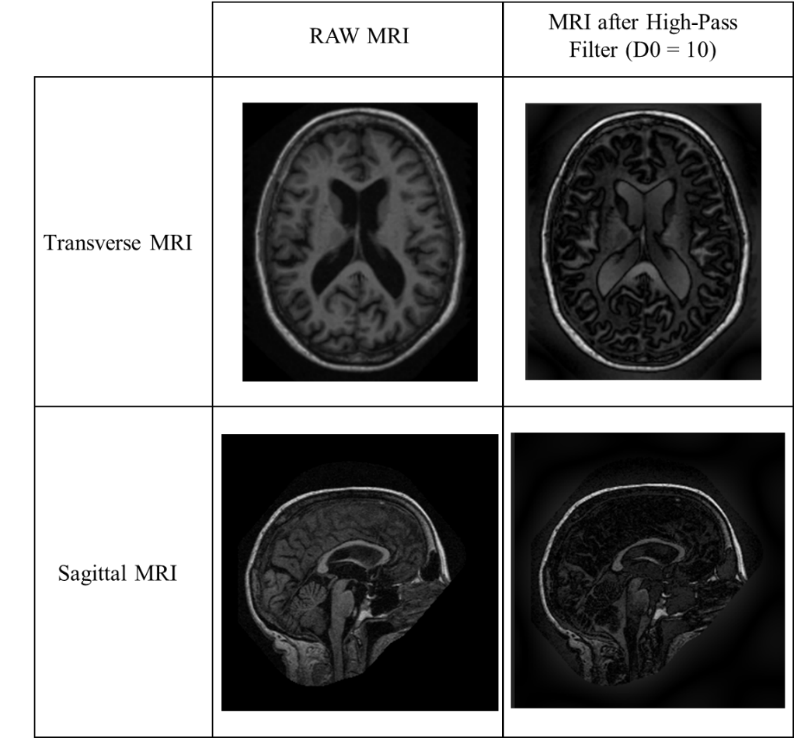 RAW MRI
MRI after High-Pass
Filter (D0 = 10)
Transverse MRI
Sagittal MRI